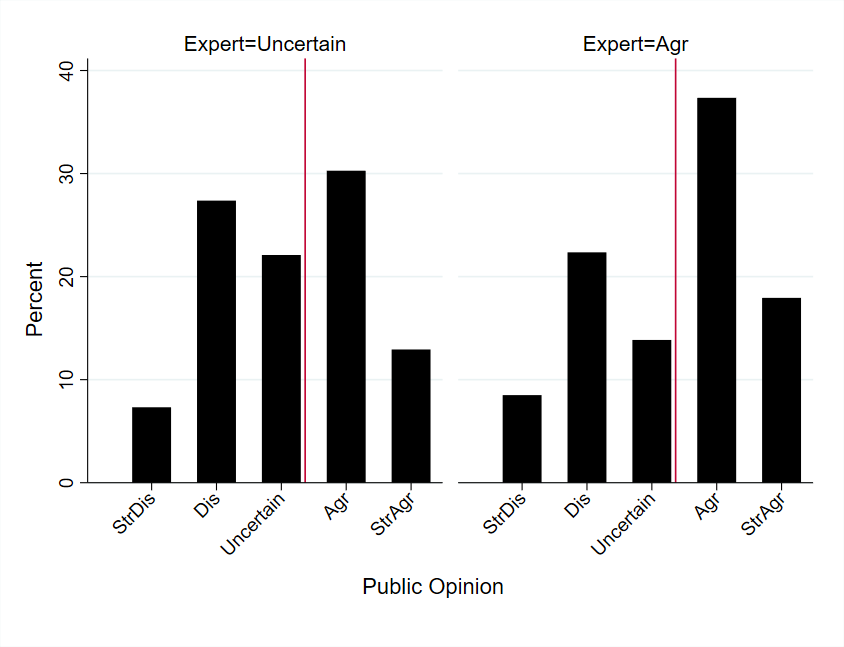 Expert=Uncertain
Expert=Agr
40
30
20
10
0
Percent
StrDis
Dis
Uncertain
Agr
StrAgr
StrDis
Dis
Uncertain
Agr
StrAgr
Public Opinion